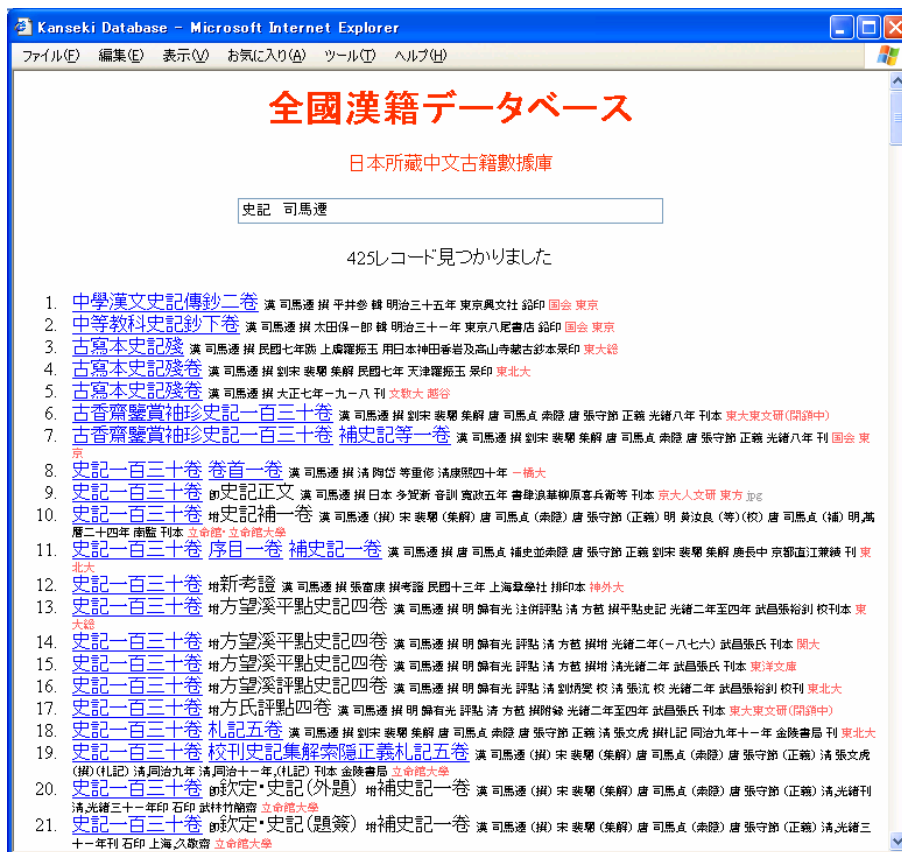 Kanseki Database - Microsoft Internet Explorer
ファイル(F) 編集(E) 表示(V) お気に入り(A) ツール(T) ヘルプ(H)
全國漢籍データベース
日本所藏中文古籍數據庫
史記 司馬遷
425レコード見つかりました
1. 中學漢文史記傳鈔二卷 漢 司馬遷 撰 平井參 輯 明治三十五年 東京興文社 鉛印 国会 東京
2. 中等教科史記鈔下卷 漢 司馬遷 撰 太田保一郎 輯 明治三十一年 東京八尾書店 鉛印 国会 東京
3. 古寫本史記殘 漢 司馬遷 撰 民國七年跋 上虞羅振玉 用日本神田香岩及高山寺藏古鈔本景印 東大総
4. 古寫本史記殘卷 漢 司馬遷 撰 劉宋 裴駰 集解 民國七年 天津羅振玉 景印 東北大
5. 古寫本史記殘卷 漢 司馬遷 撰 大正七年一九一八 刊 文教大 越谷
6. 古香齋鑒賞袖珍史記一百三十卷 漢 司馬遷 撰 劉宋 裴駰 集解 唐 司馬貞 索隱 唐 張守節 正義 光緒八年 刊本 東大東文研(閉鎖中)
7. 古香齋鑒賞袖珍史記一百三十卷 補史記等一卷 漢 司馬遷 撰 劉宋 裴駰 集解 唐 司馬貞 索隱 唐 張守節 正義 光緒八年 刊 国会 東
京
8. 史記一百三十卷 卷首一卷 漢 司馬遷 撰 清 陶岱 等重修 清康熙四十年 一橋大
9. 史記一百三十卷 卽史記正文 漢 司馬遷 撰 日本 多賀漸 音訓 寬政五年 書肆浪華柳原喜兵衛等 刊本 京大人文研 東方 jpg
10. 史記一百三十卷 坿史記補一卷 漢 司馬遷 (撰) 宋 裴駰 (集解) 唐 司馬貞 (索隱) 唐 張守節 (正義) 明 黃汝良 (等)(校) 唐 司馬貞 (補) 明,萬
曆二十四年 南監 刊本 立命館・立命館大學
11. 史記一百三十卷 序目一卷 補史記一卷 漢 司馬遷 撰 唐 司馬貞 補史並索隱 唐 張守節 正義 劉宋 裴駰 集解 慶長中 京都直江兼續 刊 東
北大
12. 史記一百三十卷 坿新考證 漢 司馬遷 撰 張富康 撰考證 民國十三年 上海章學社 排印本 神外大
13. 史記一百三十卷 坿方望溪平點史記四卷 漢 司馬遷 撰 明 歸有光 注併評點 清 方苞 撰平點史記 光緒二年至四年 武昌張裕釗 校刊本 東
大総
14. 史記一百三十卷 坿方望溪平點史記四卷 漢 司馬遷 撰 明 歸有光 評點 清 方苞 撰坿 光緒二年(一八七六) 武昌張氏 刊本 関大
15. 史記一百三十卷 坿方望溪平點史記四卷 漢 司馬遷 撰 明 歸有光 評點 清 方苞 撰坿 清光緒二年 武昌張氏 刊本 東洋文庫
16. 史記一百三十卷 坿方望溪評點史記四卷 漢 司馬遷 撰 明 歸有光 評點 清 劉炳燮 校 清 張沆 校 光緒二年 武昌張裕釗 校刊 東北大
17. 史記一百三十卷 坿方氏評點四卷 漢 司馬遷 撰 明 歸有光 評點 清 方苞 撰附錄 光緒二年至四年 武昌張氏 刊本 東大東文研(閉鎖中)
18. 史記一百三十卷 札記五卷 漢 司馬遷 撰 劉宋 裴駰 集解 唐 司馬貞 索隱 唐 張守節 正義 清 張文虎 撰札記 同治九年十一年 金陵書局 刊 東北大
19. 史記一百三十卷 校刊史記集解索隱正義札記五卷 漢 司馬遷 (撰) 宋 裴駰 (集解) 唐 司馬貞 (索隱) 唐 張守節 (正義) 清 張文虎
(撰)(札記) 清,同治九年 清,同治十一年,(札記) 刊本 金陵書局 立命館大學
20. 史記一百三十卷 卽欽定・史記(外題) 坿補史記一卷 漢 司馬遷 (撰) 宋 裴駰 (集解) 唐 司馬貞 (索隱) 唐 張守節 (正義) 清,光緒刊
清,光緒三十一年印 石印 武林竹簡齋 立命館大學
21. 史記一百三十卷 卽欽定・史記(題簽) 坿補史記一卷 漢 司馬遷 (撰) 宋 裴駰 (集解) 唐 司馬貞 (索隱) 唐 張守節 (正義) 清,光緒三
十一年刊 石印 上海,久敬齋 立命館大學